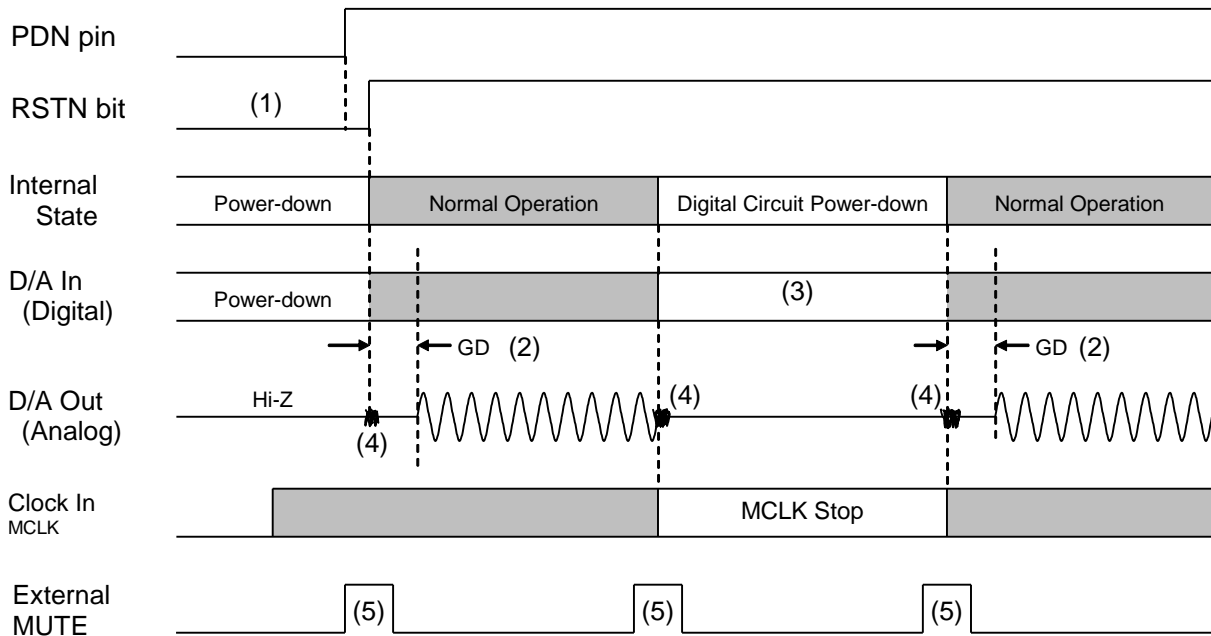 PDN pin
RSTN bit
(1)
Internal
State
Power-down
Normal Operation
Digital Circuit Power-down
Normal Operation
D/A In
(Digital)
Power-down
(3)
GD (2)
GD (2)
D/A Out
(Analog)
Hi-Z
(4)
(4)
(4)
Clock In
MCLK
MCLK Stop
External
MUTE
(5)
(5)
(5)